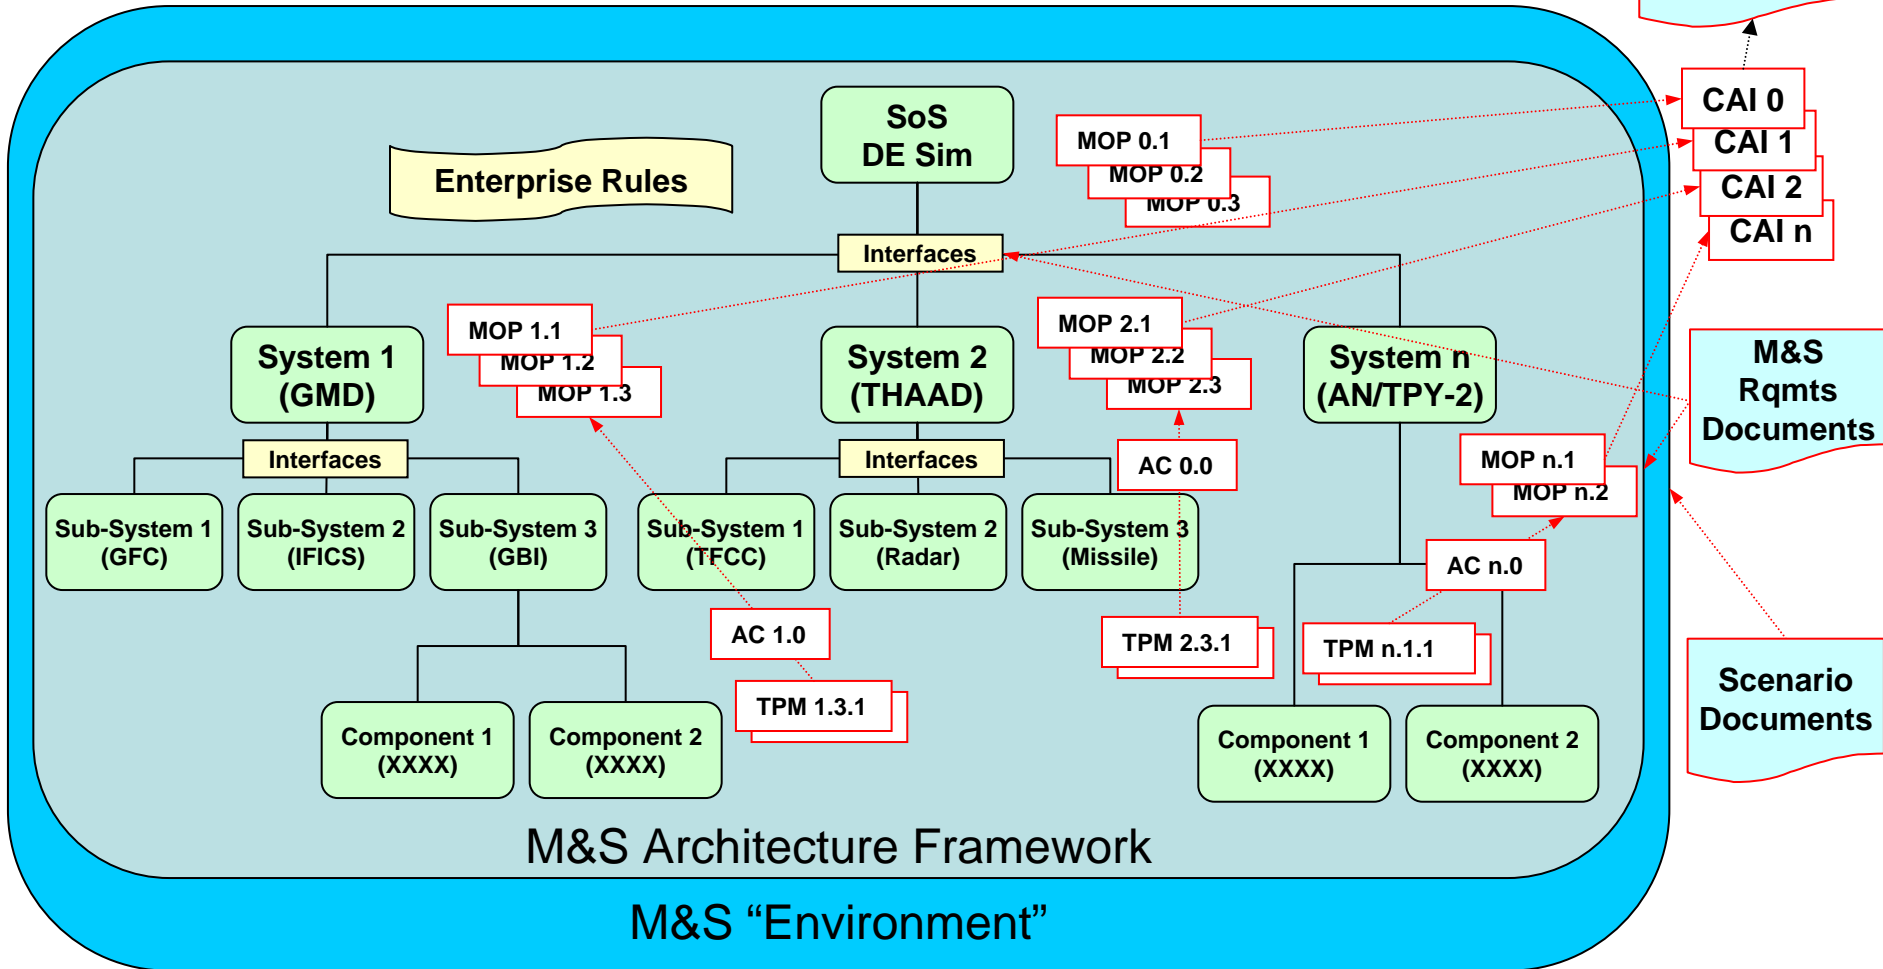 SoS
DE Sim
Enterprise Rules
MOP 0.1
MOP 0.2
MOP 0.3
CAI 0
CAI 1
CAI 2
CAI n
Interfaces
System 1
(GMD)
MOP 1.1
MOP 1.2
MOP 1.3
System 2
(THAAD)
MOP 2.1
MOP 2.2
MOP 2.3
System n
(AN/TPY-2)
M&S
Rqmts
Documents
Interfaces
Interfaces
AC 0.0
MOP n.1
MOP n.2
Sub-System 1
(GFC)
Sub-System 2
(IFICS)
Sub-System 3
(GBI)
Sub-System 1
(TFCC)
Sub-System 2
(Radar)
Sub-System 3
(Missile)
AC n.0
AC 1.0
TPM 2.3.1
TPM n.1.1
TPM 1.3.1
Scenario
Documents
Component 1
(XXXX)
Component 2
(XXXX)
Component 1
(XXXX)
Component 2
(XXXX)
M&S Architecture Framework
M&S “Environment”